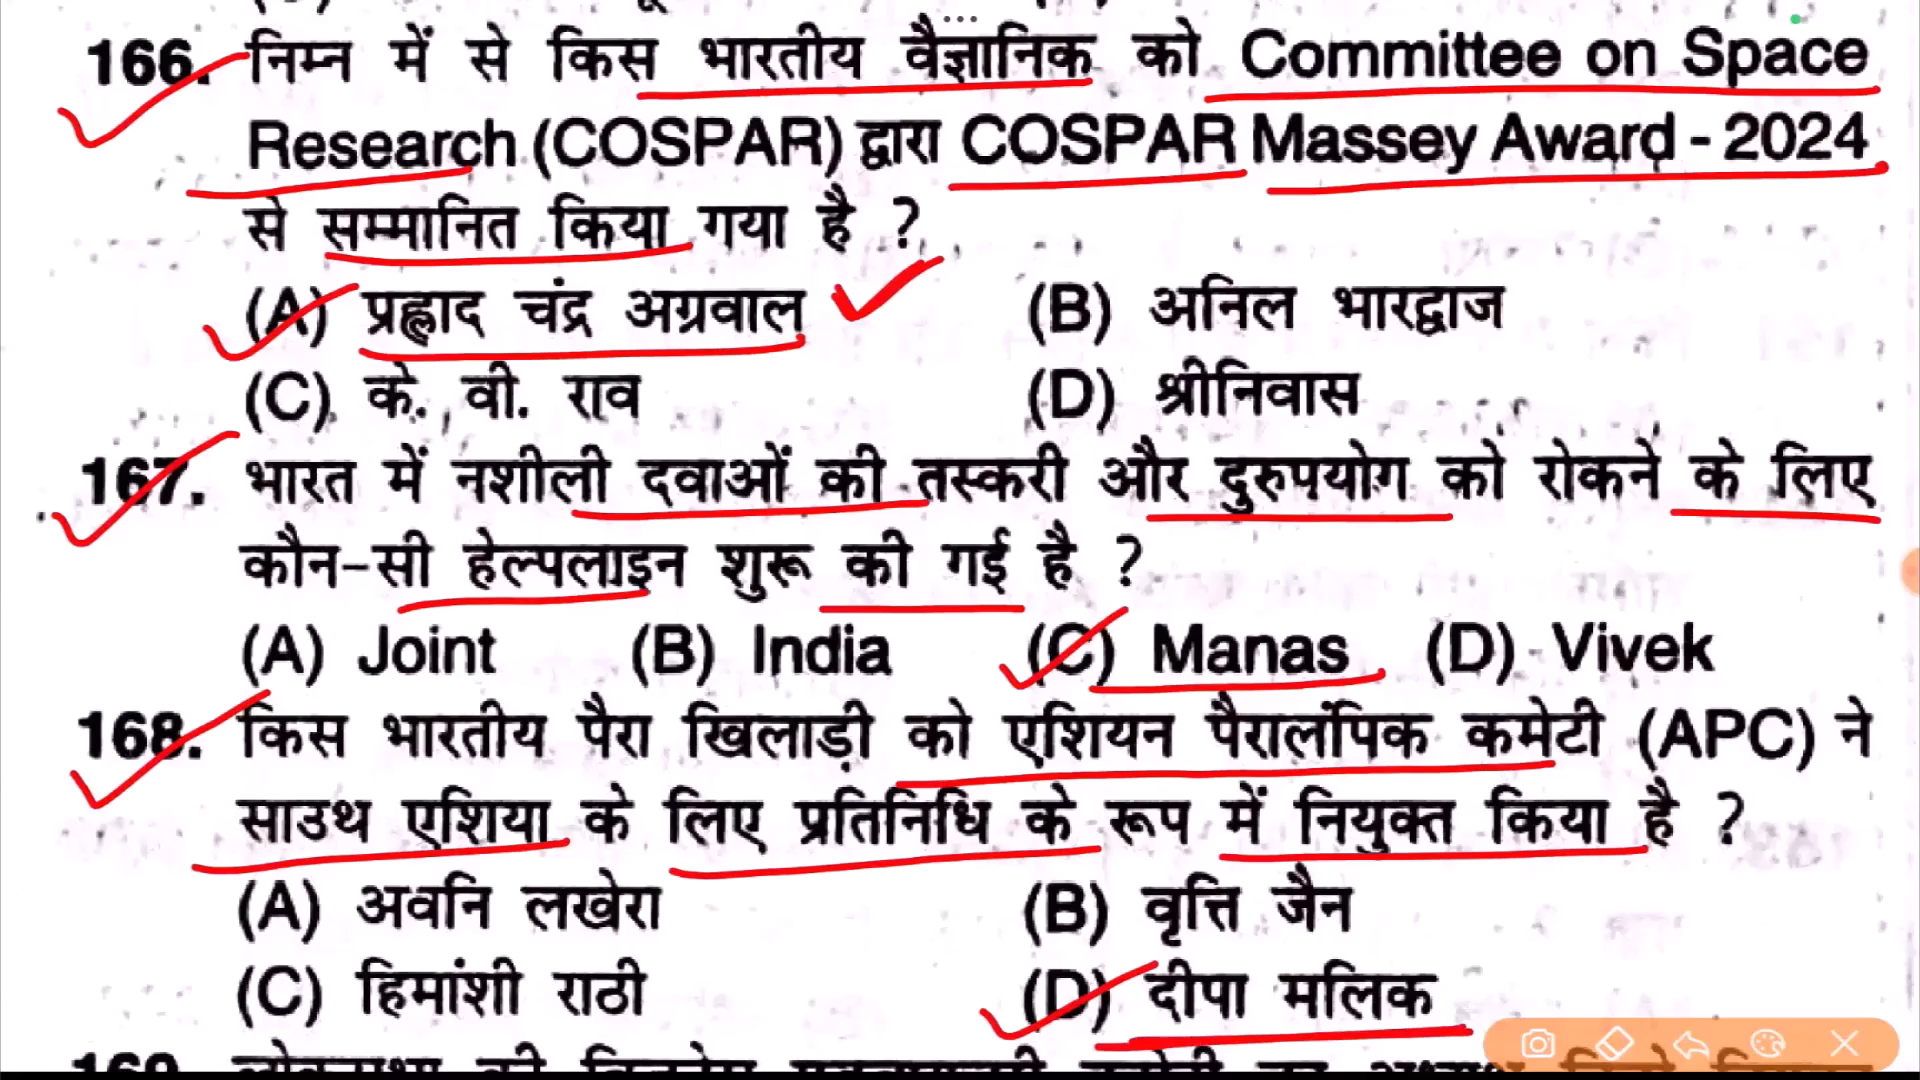 166. निम्न में से किस भारतीय वैज्ञानिक को Committee on Space
Research (COSPAR) द्वारा COSPAR Massey Award - 2024
से सम्मानित किया गया है ?
(A) प्रह्लाद चंद्र अग्रवाल (B) अनिल भारद्वाज
(C) के. वी. राव (D) श्रीनिवास
167. भारत में नशीली दवाओं की तस्करी और दुरुपयोग को रोकने के लिए
कौन-सी हेल्पलाइन शुरू की गई है ?
(A) Joint (B) India (C) Manas (D) Vivek
168. किस भारतीय पैरा खिलाड़ी को एशियन पैरालंपिक कमेटी (APC) ने
साउथ एशिया के लिए प्रतिनिधि के रूप में नियुक्त किया है ?
(A) अवनि लखेरा (B) वृत्ति जैन
(C) हिमांशी राठी (D) दीपा मलिक
169.